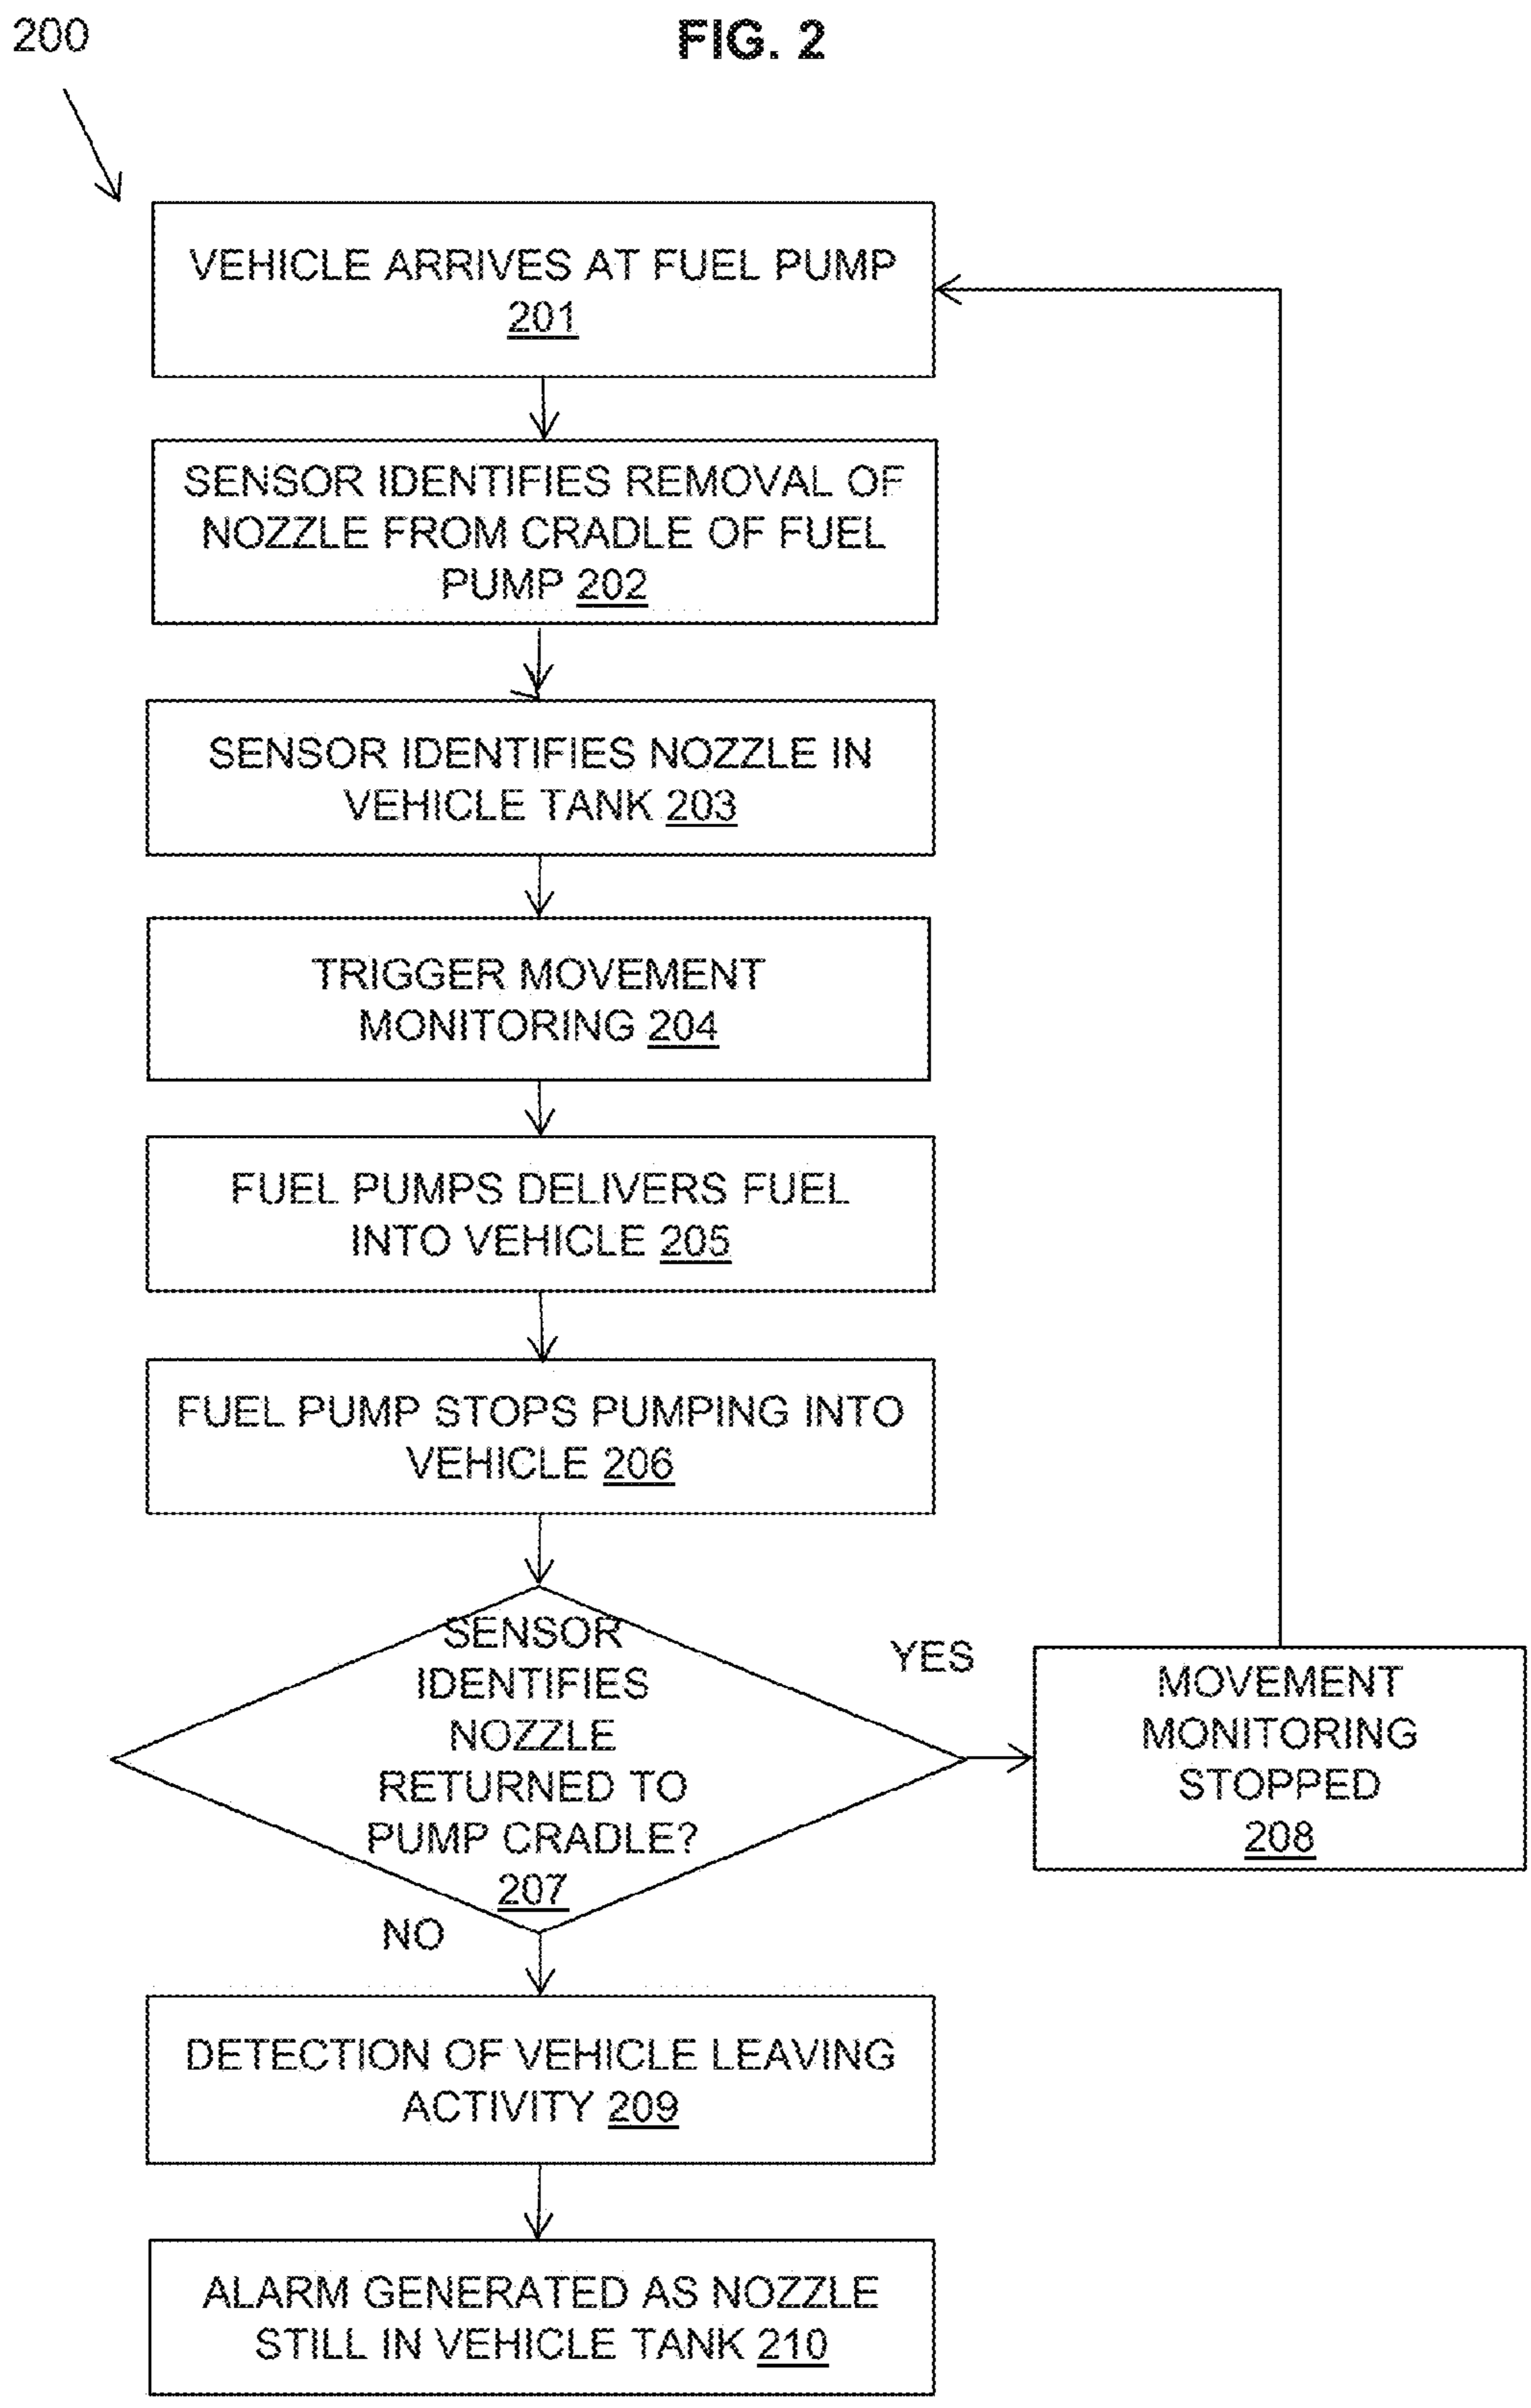 200
FIG. 2
VEHICLE ARRIVES AT FUEL PUMP
201
SENSOR IDENTIFIES REMOVAL OF
NOZZLE FROM CRADLE OF FUEL
PUMP 202
SENSOR IDENTIFIES NOZZLE IN
VEHICLE TANK 203
TRIGGER MOVEMENT
MONITORING 204
FUEL PUMPS DELIVERS FUEL
INTO VEHICLE 205
FUEL PUMP STOPS PUMPING INTO
VEHICLE 206
SENSOR
IDENTIFIES
NOZZLE
RETURNED TO
PUMP CRADLE?
207
YES
MOVEMENT
MONITORING
STOPPED
208
NO
DETECTION OF VEHICLE LEAVING
ACTIVITY 209
ALARM GENERATED AS NOZZLE
STILL IN VEHICLE TANK 210